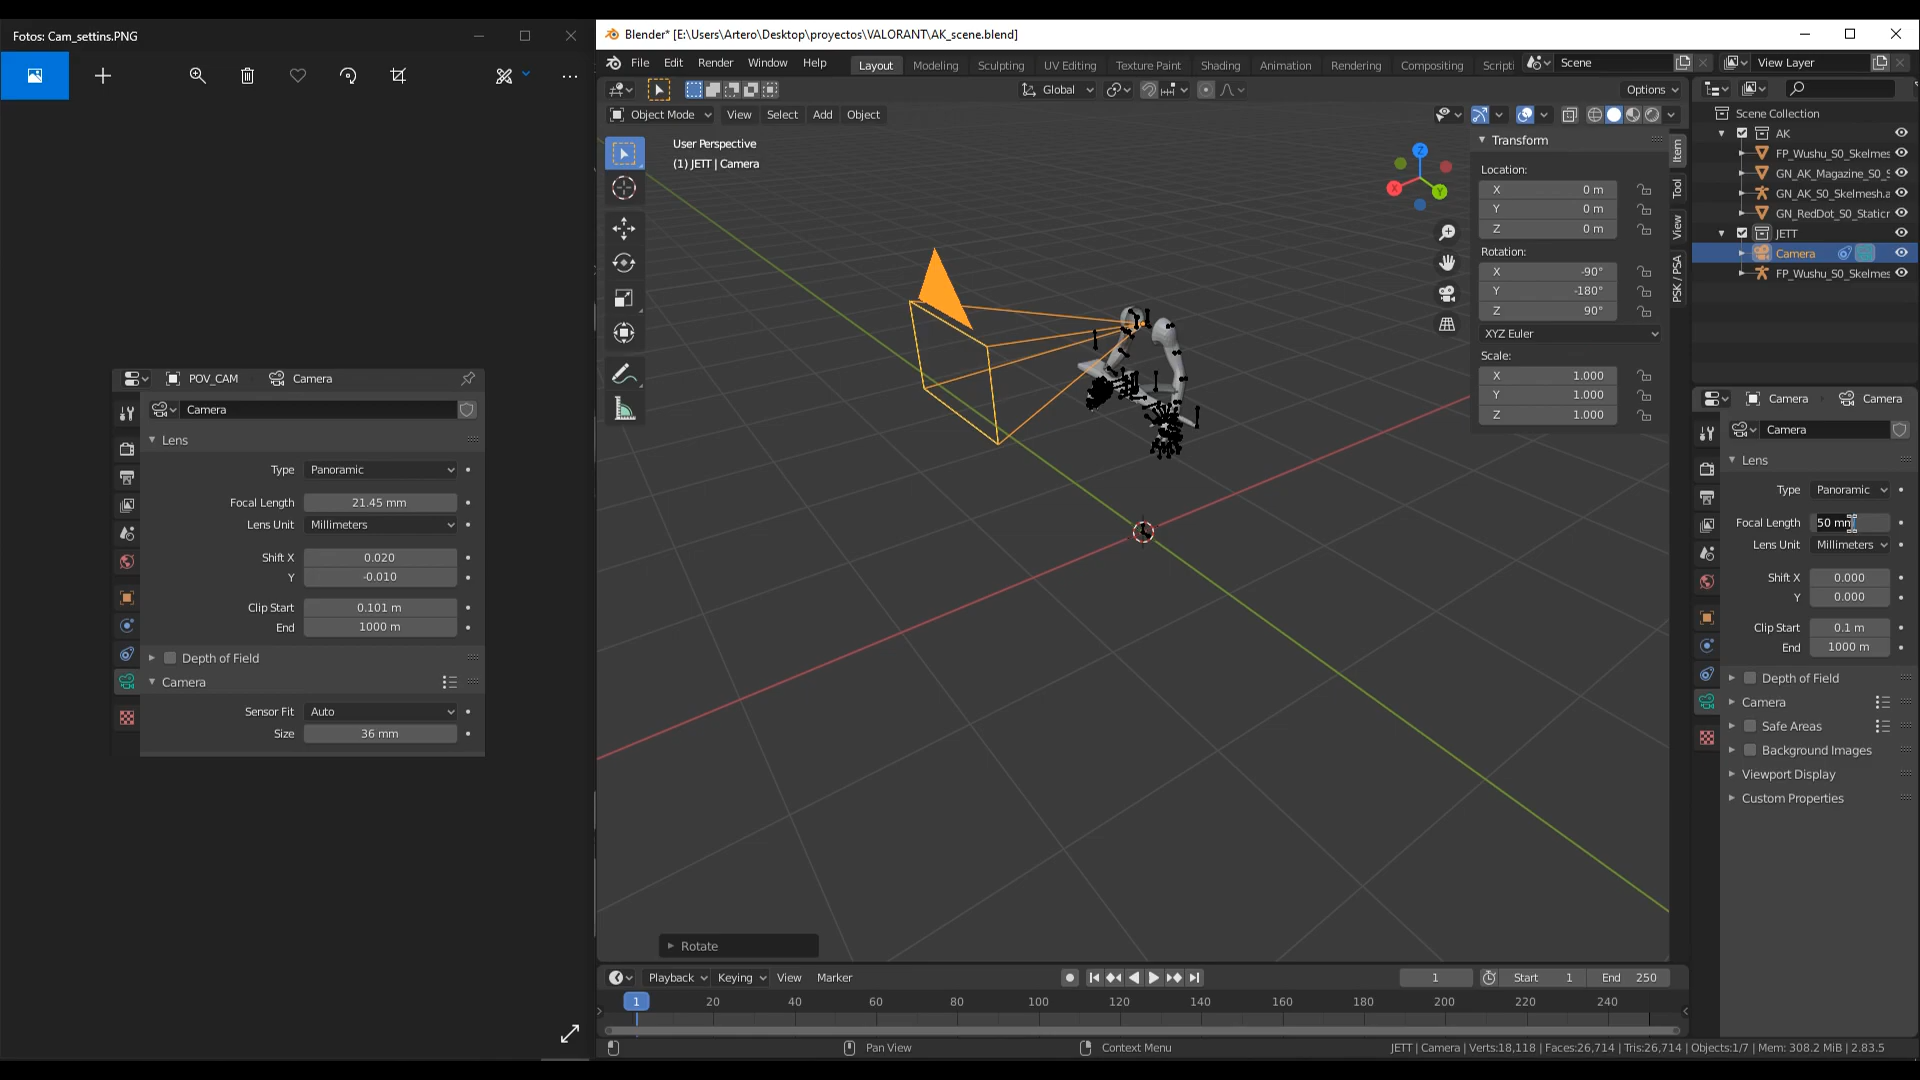 Fotos: Cam_settins.PNG
POV_CAM Camera
Camera
Lens
Type Panoramic
Focal Length 21.45 mm
Lens Unit Millimeters
Shift X 0.020
Y -0.010
Clip Start 0.101 m
End 1000 m
Depth of Field
Camera
Sensor Fit Auto
Size 36 mm
Blender* [E:\Users\Artero\Desktop\proyectos\VALORANT\AK_scene.blend]
File Edit Render Window Help Layout Modeling Sculpting UV Editing Texture Paint Shading Animation Rendering Compositing Scripti Scene View Layer
Global Options
Object Mode View Select Add Object
User Perspective
(1) JETT | Camera
Z
X
Y
Transform
Location:
X 0 m
Y 0 m
Z 0 m
Rotation:
X -90°
Y -180°
Z 90°
XYZ Euler
Scale:
X 1.000
Y 1.000
Z 1.000
Item
Tool
View
PSK / PSA
Scene Collection
AK
FP_Wushu_S0_Skelmes
GN_AK_Magazine_S0_S
GN_AK_S0_Skelmesh.a
GN_RedDot_S0_Staticr
JETT
Camera
FP_Wushu_S0_Skelmes
Camera Camera
Camera
Lens
Type Panoramic
Focal Length 50 mm
Lens Unit Millimeters
Shift X 0.000
Y 0.000
Clip Start 0.1 m
End 1000 m
Depth of Field
Camera
Safe Areas
Background Images
Viewport Display
Custom Properties
Rotate
Playback Keying View Marker 1 Start 1 End 250
1 20 40 60 80 100 120 140 160 180 200 220 240
Pan View Context Menu JETT | Camera | Verts:18,118 | Faces:26,714 | Tris:26,714 | Objects:1/7 | Mem: 308.2 MiB | 2.83.5